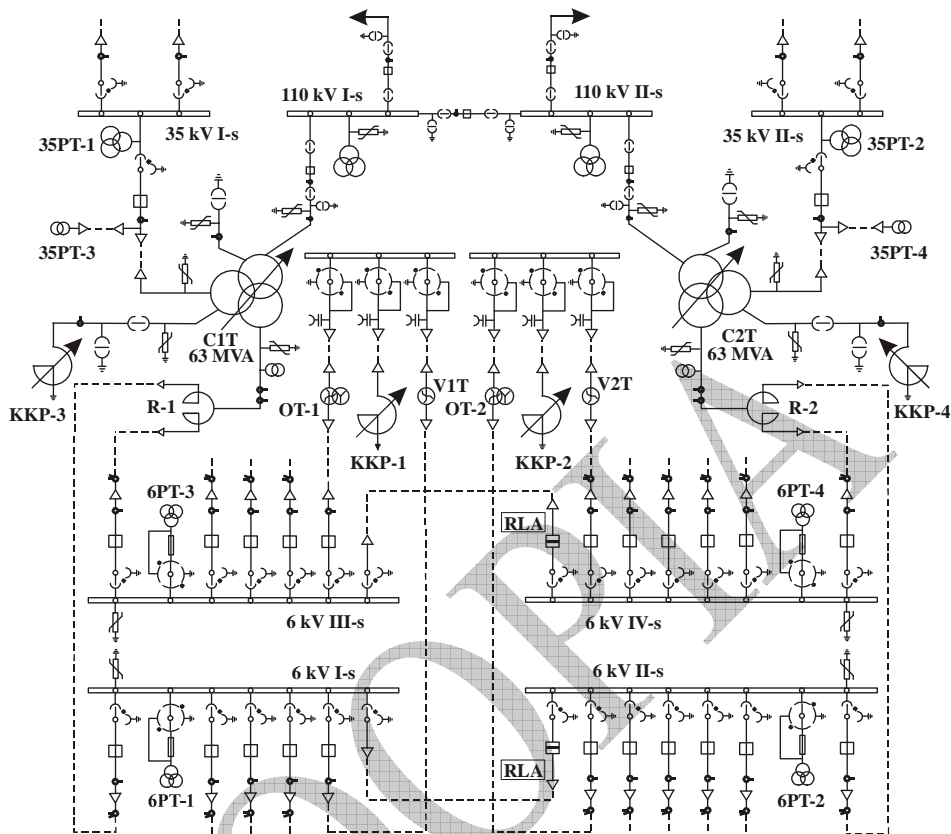 110 kV I-s
110 kV II-s
35PT-1
35 kV I-s
35 kV II-s
35PT-2
35PT-3
35PT-4
C1T
63 MVA
C2T
63 MVA
KKP-3
R-1
OT-1
V1T
OT-2
V2T
R-2
KKP-4
KKP-1
KKP-2
6PT-3
RLA
6PT-4
6 kV III-s
6 kV IV-s
6 kV I-s
6 kV II-s
6PT-1
RLA
6PT-2
KOOPIA